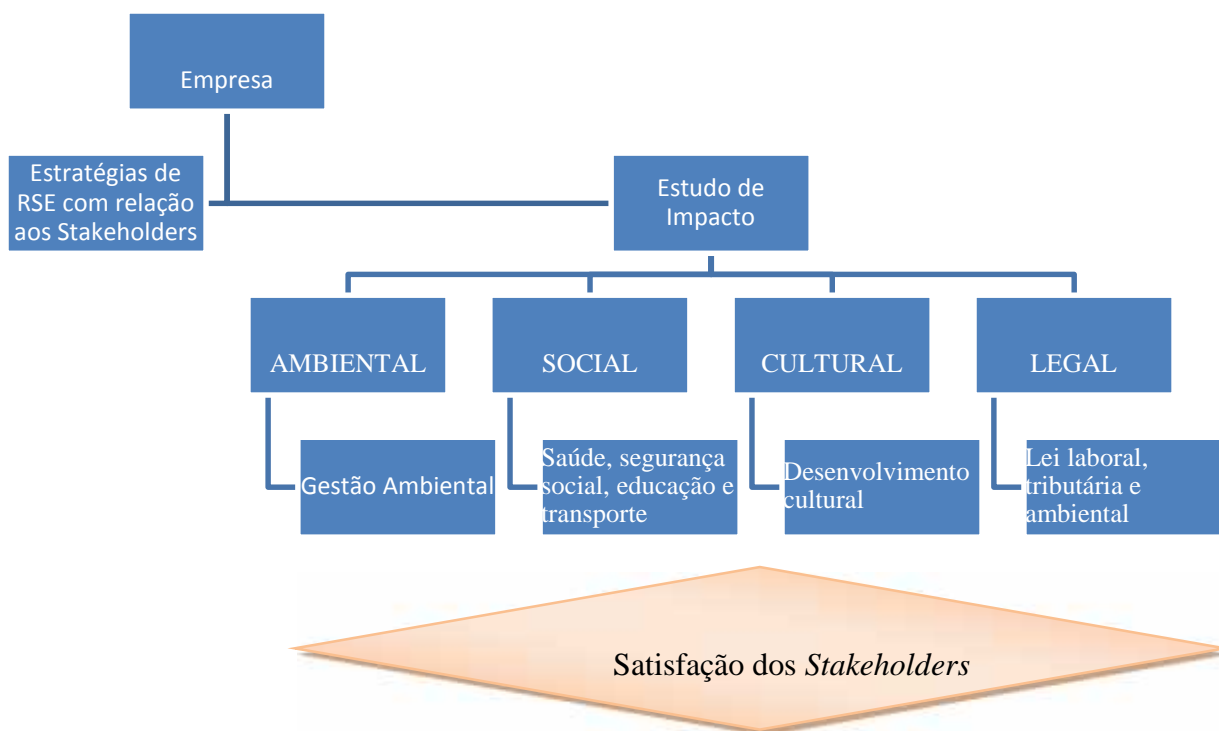 Empresa
Estratégias de
RSE com relação
aos Stakeholders
Estudo de
Impacto
AMBIENTAL
SOCIAL
CULTURAL
LEGAL
Gestão Ambiental
Saúde, segurança
social, educação e
transporte
Desenvolvimento
cultural
Lei laboral,
tributária e
ambiental
Satisfação dos Stakeholders